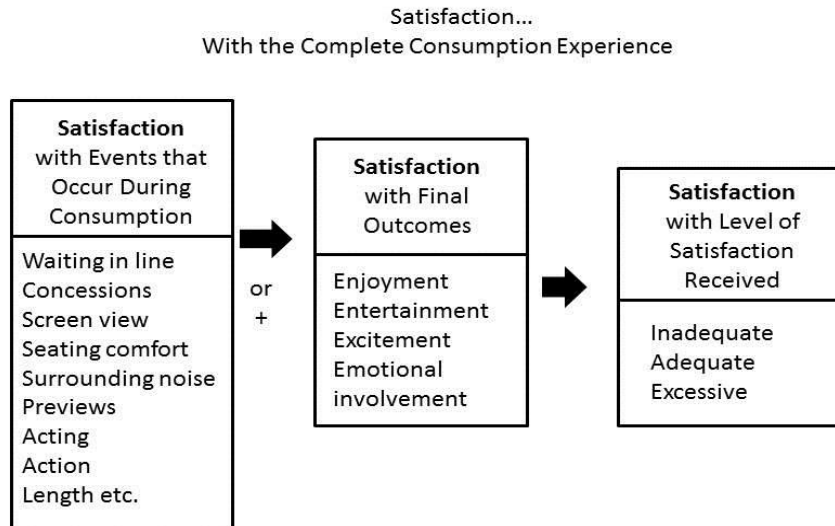 Satisfaction...
With the Complete Consumption Experience
Satisfaction
with Events that
Occur During
Consumption
Waiting in line
Concessions
Screen view
Seating comfort
Surrounding noise
Previews
Acting
Action
Length etc.
or
+
Satisfaction
with Final
Outcomes
Enjoyment
Entertainment
Excitement
Emotional
involvement
Satisfaction
with Level of
Satisfaction
Received
Inadequate
Adequate
Excessive